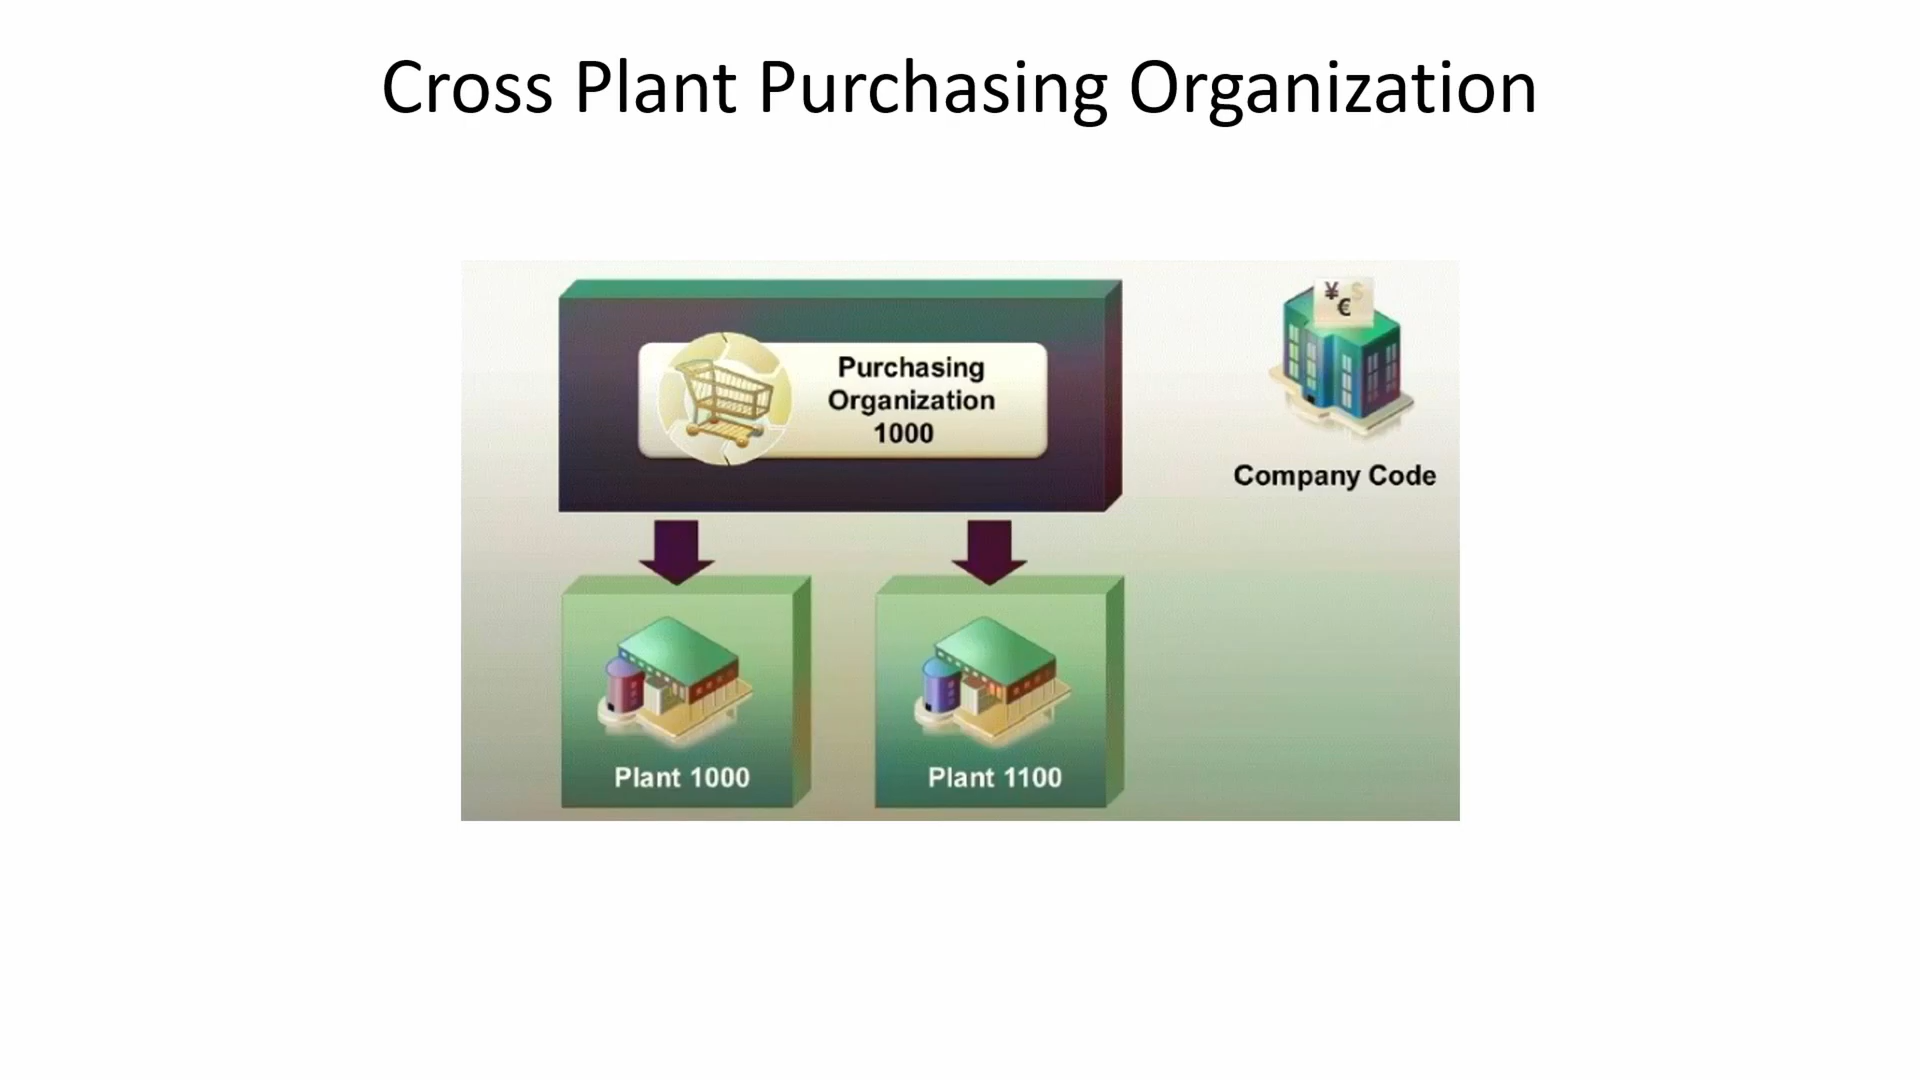 Cross Plant Purchasing Organization
Purchasing
Organization
1000
¥ $
€
Company Code
Plant 1000
Plant 1100